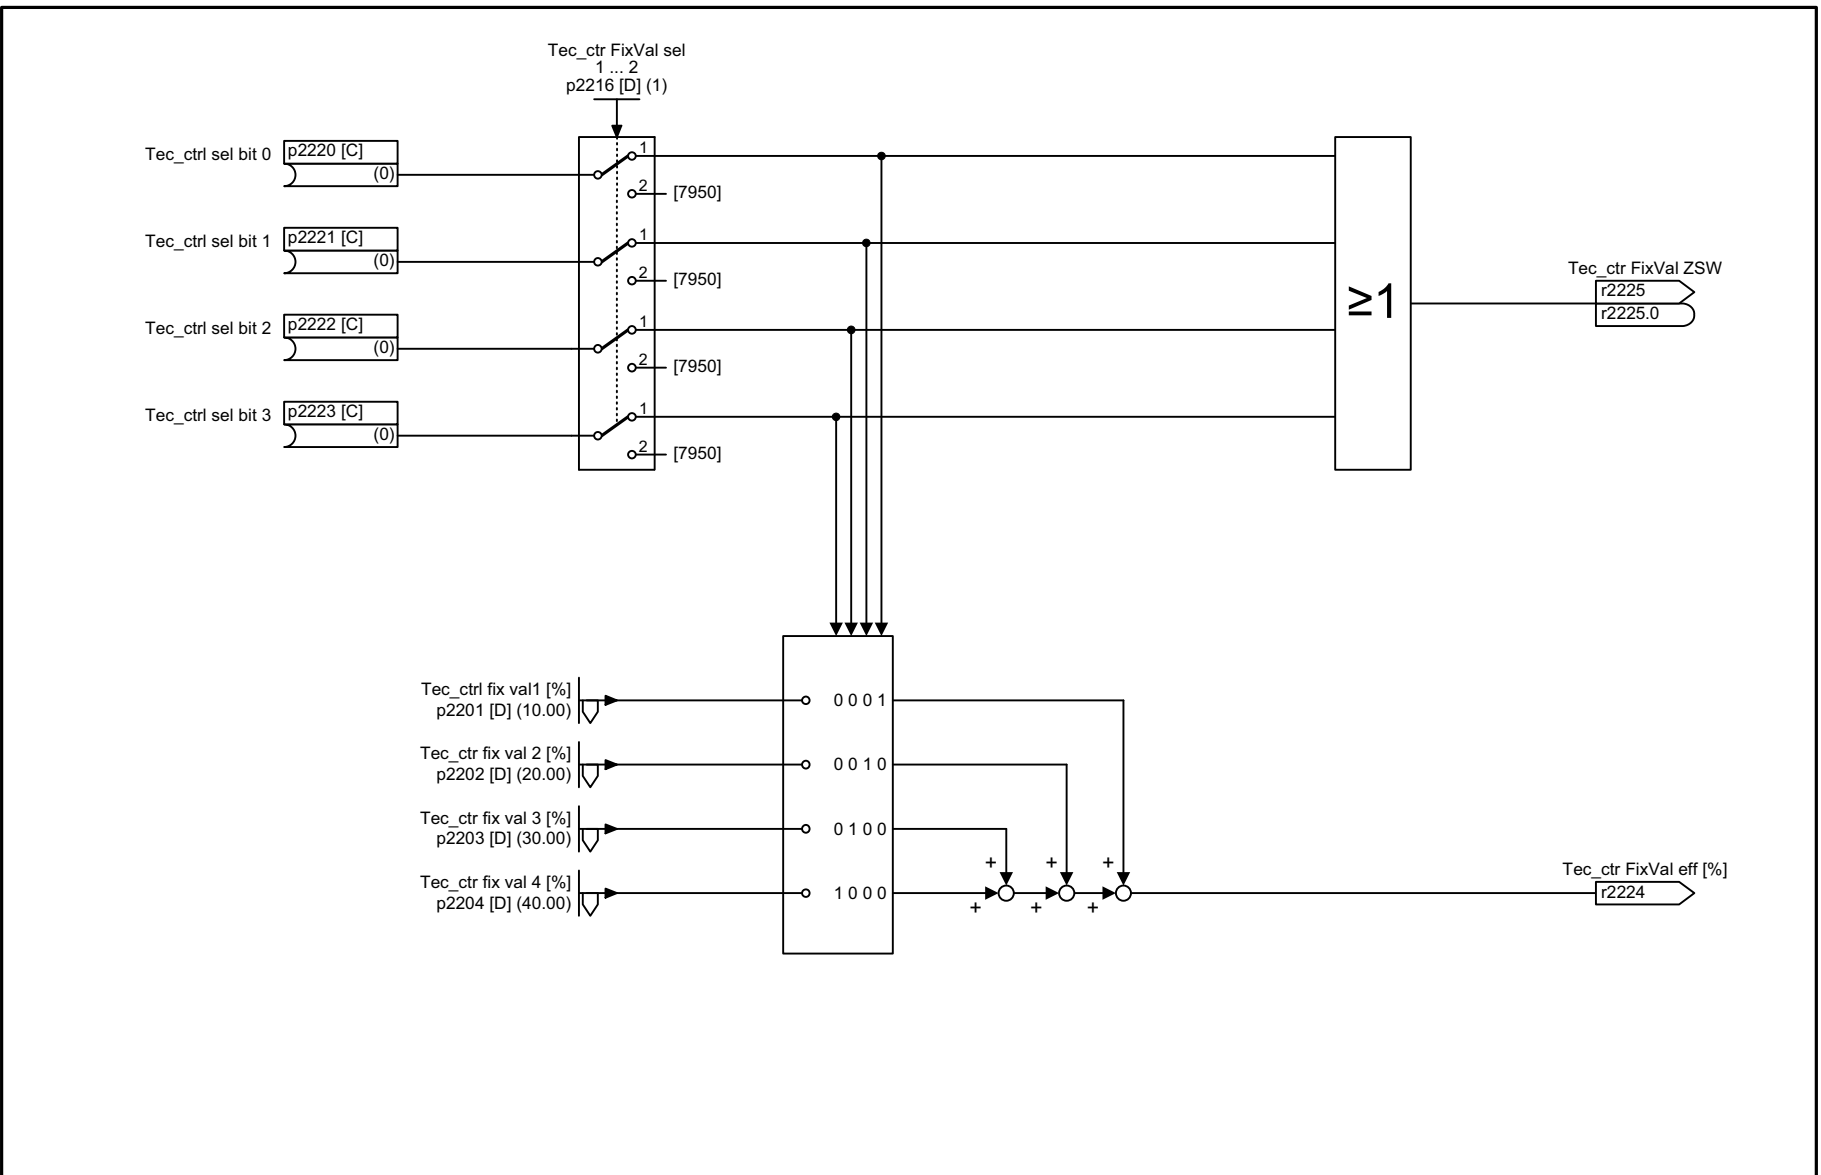 Tec_ctr FixVal sel
1 ... 2
p2216 [D] (1)
Tec_ctrl sel bit 0
p2220 [C]
(0)
1
2
[7950]
Tec_ctrl sel bit 1
p2221 [C]
(0)
1
2
[7950]
Tec_ctrl sel bit 2
p2222 [C]
(0)
1
2
[7950]
Tec_ctrl sel bit 3
p2223 [C]
(0)
1
2
[7950]
≥1
Tec_ctr FixVal ZSW
r2225
r2225.0
Tec_ctrl fix val1 [%]
p2201 [D] (10.00)
0 0 0 1
Tec_ctr fix val 2 [%]
p2202 [D] (20.00)
0 0 1 0
Tec_ctr fix val 3 [%]
p2203 [D] (30.00)
0 1 0 0
Tec_ctr fix val 4 [%]
p2204 [D] (40.00)
1 0 0 0
+ + +
+ + +
Tec_ctr FixVal eff [%]
r2224